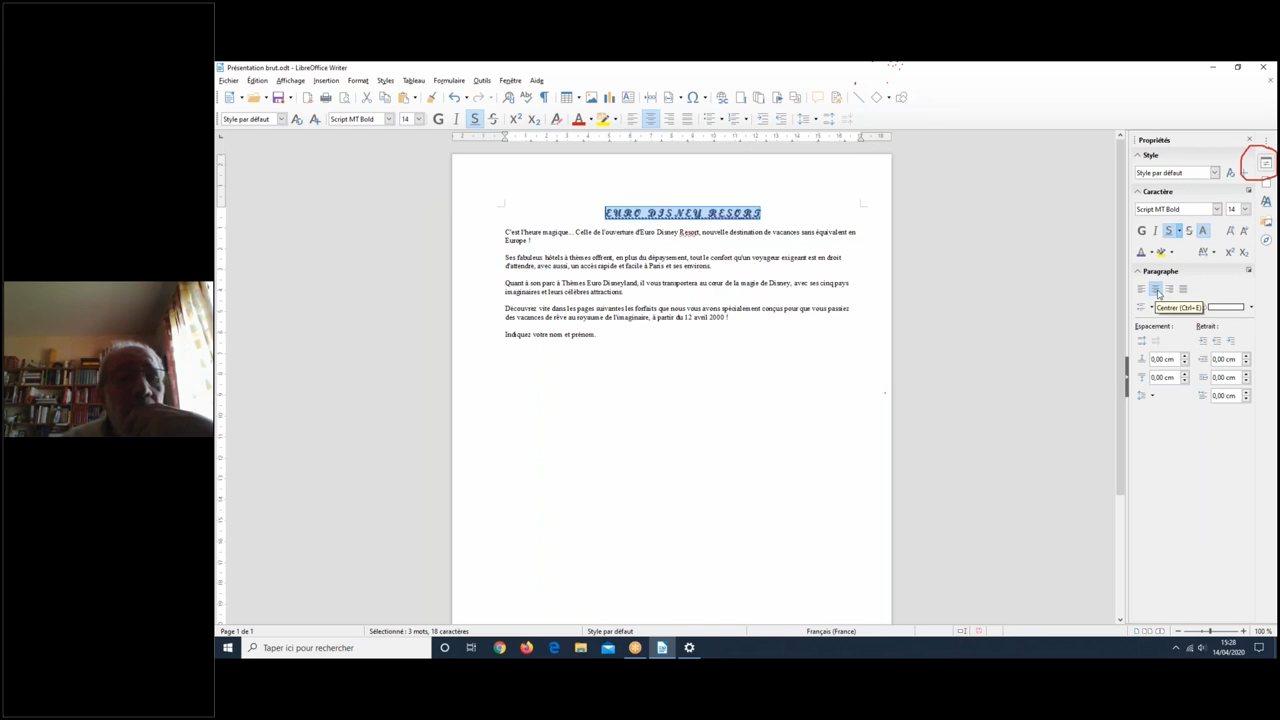 Présentation brut.odt - LibreOffice Writer
Fichier Édition Affichage Insertion Format Styles Tableau Formulaire Outils Fenêtre Aide
Style par défaut Script MT Bold 14 G I S S
Propriétés
Style
Style par défaut
Caractère
Script MT Bold 14
G I S S A
Paragraphe
Centrer (Ctrl+E)
Espacement : Retrait :
0,00 cm 0,00 cm
0,00 cm 0,00 cm
0,00 cm
EURO DISNEY RESORT
C'est l'heure magique... Celle de l'ouverture d'Euro Disney Resort, nouvelle destination de vacances sans équivalent en
Europe !
Ses fabuleux hôtels à thèmes offrent, en plus du dépaysement, tout le confort qu'un voyageur exigeant est en droit
d'attendre, avec aussi, un accès rapide et facile à Paris et ses environs.
Quant à son parc à Thèmes Euro Disneyland, il vous transportera au cœur de la magie de Disney, avec ses cinq pays
imaginaires et leurs célèbres attractions.
Découvrez vite dans les pages suivantes les forfaits que nous vous avons spécialement conçus pour que vous passiez
des vacances de rêve au royaume de l'imaginaire, à partir du 12 avril 2000 !
Indiquez votre nom et prénom.
Page 1 de 1 Sélectionné : 3 mots, 18 caractères Style par défaut Français (France) 100 %
Taper ici pour rechercher
15:28
14/04/2020